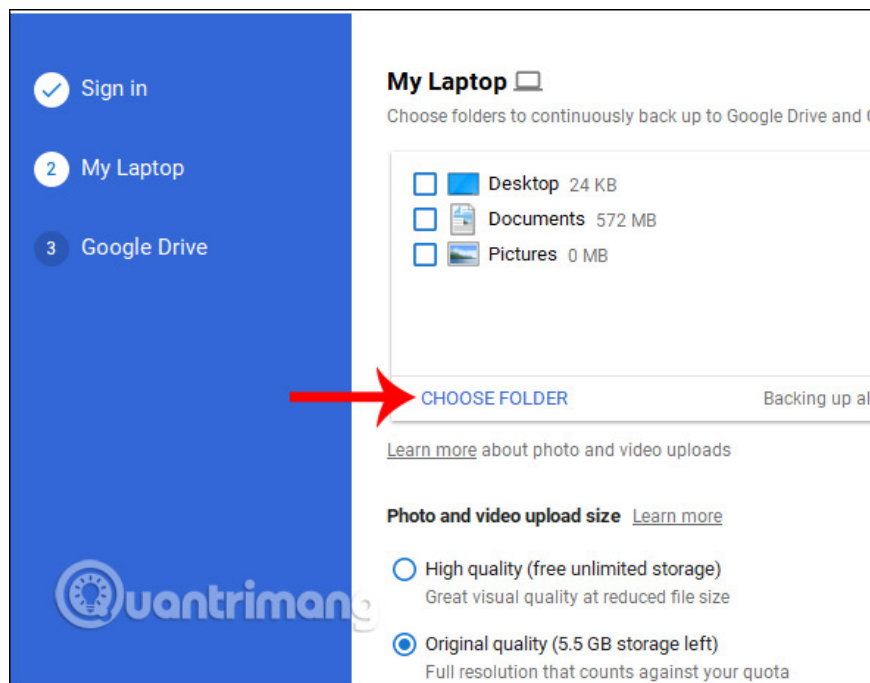 Sign in
2 My Laptop
3 Google Drive
My Laptop
Choose folders to continuously back up to Google Drive and
Desktop 24 KB
Documents 572 MB
Pictures 0 MB
CHOOSE FOLDER Backing up al
Learn more about photo and video uploads
Photo and video upload size Learn more
High quality (free unlimited storage)
Great visual quality at reduced file size
Quantrimang
Original quality (5.5 GB storage left)
Full resolution that counts against your quota